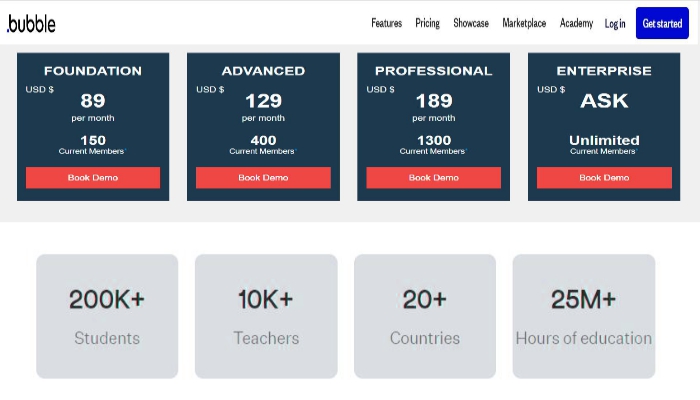 .bubble
Features Pricing Showcase Marketplace Academy Log in Get started
FOUNDATION
USD $
89
per month
150
Current Members*
Book Demo
ADVANCED
USD $
129
per month
400
Current Members*
Book Demo
PROFESSIONAL
USD $
189
per month
1300
Current Members*
Book Demo
ENTERPRISE
USD $
ASK
Unlimited
Current Members*
Book Demo
200K+
Students
10K+
Teachers
20+
Countries
25M+
Hours of education